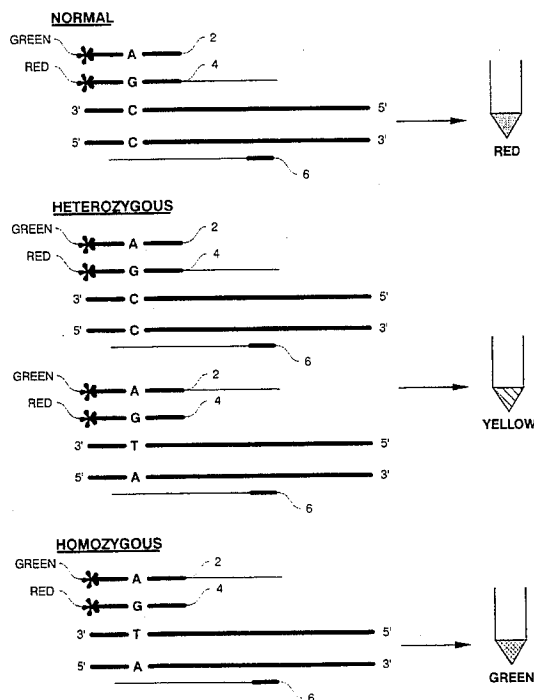 NORMAL
GREEN
A
2
RED
G
4
3' C 5'
5' C 3'
6
RED
HETEROZYGOUS
GREEN
A
2
RED
G
4
3' C 5'
5' C 3'
6
GREEN
A
2
RED
G
4
3' T 5'
5' A 3'
6
YELLOW
HOMOZYGOUS
GREEN
A
2
RED
G
4
3' T 5'
5' A 3'
6
GREEN